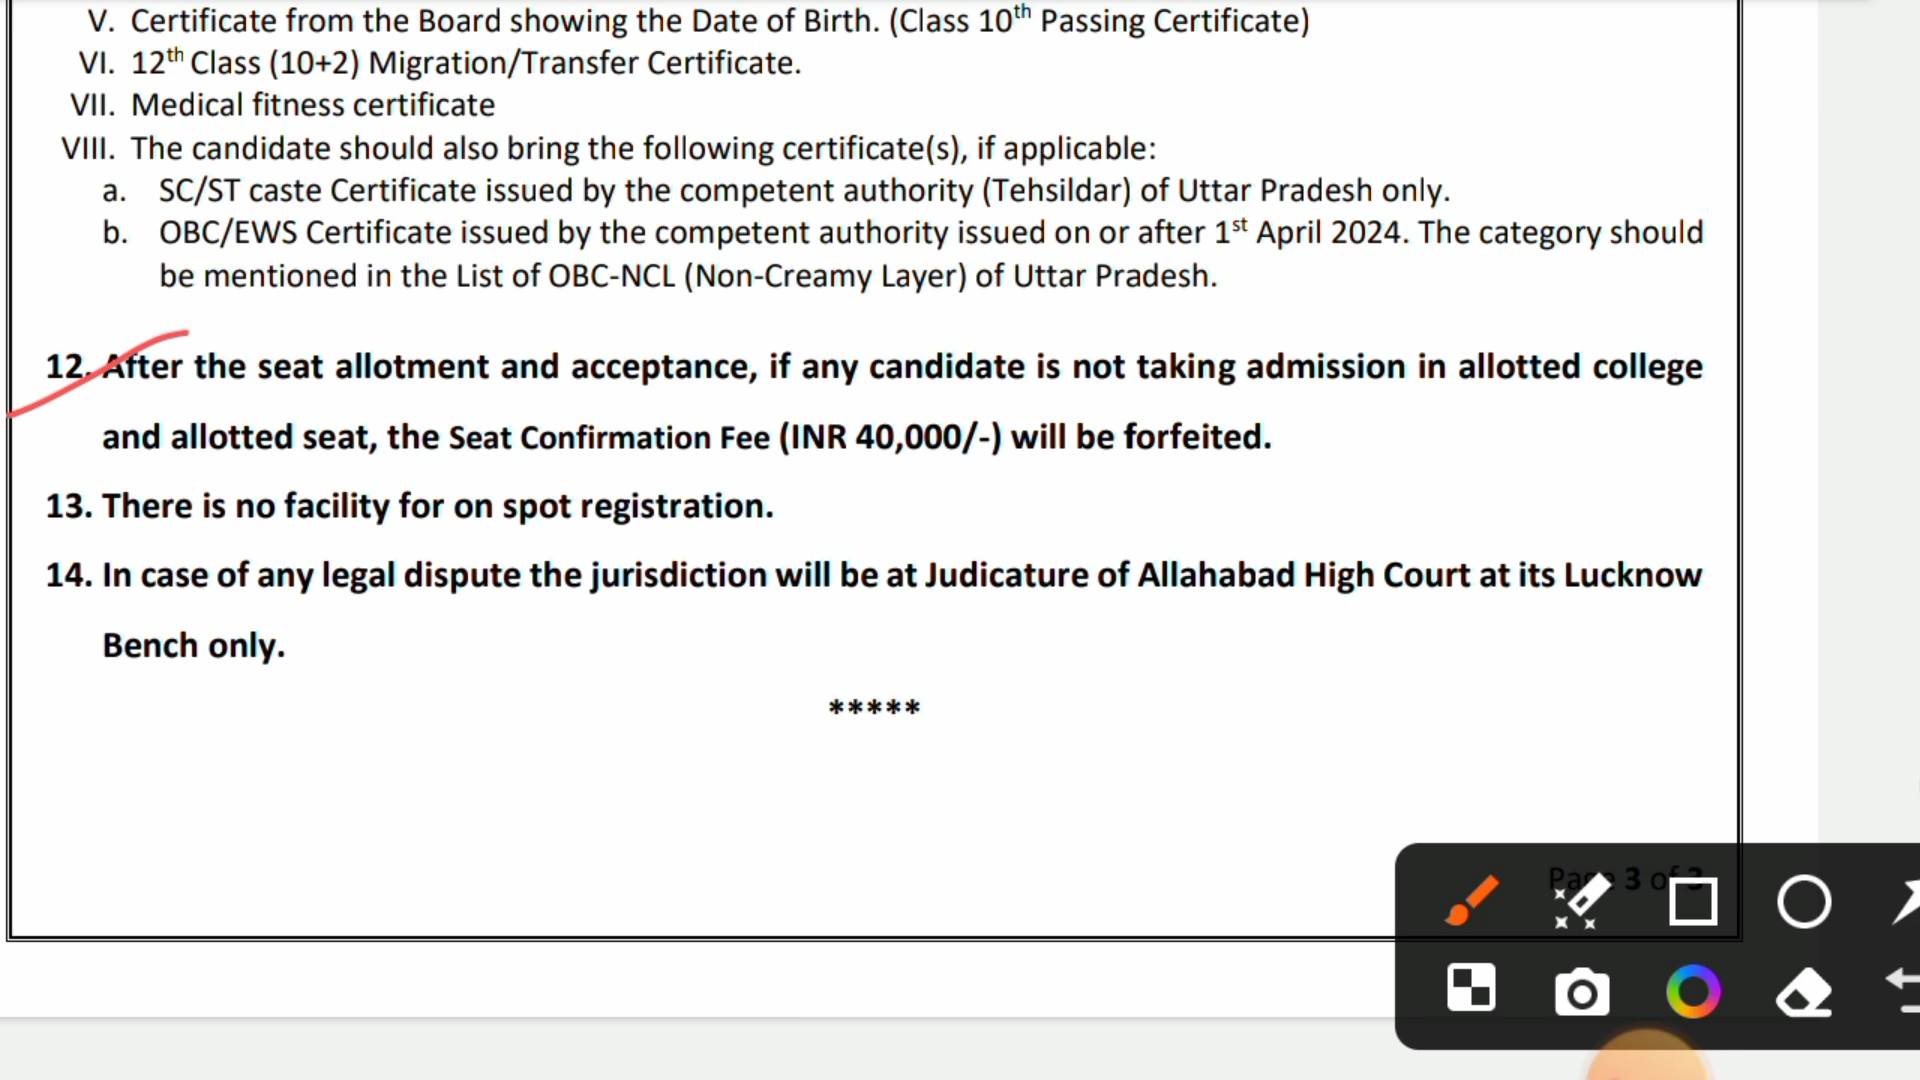 V. Certificate from the Board showing the Date of Birth. (Class 10th Passing Certificate)
VI. 12th Class (10+2) Migration/Transfer Certificate.
VII. Medical fitness certificate
VIII. The candidate should also bring the following certificate(s), if applicable:
a. SC/ST caste Certificate issued by the competent authority (Tehsildar) of Uttar Pradesh only.
b. OBC/EWS Certificate issued by the competent authority issued on or after 1st April 2024. The category should
be mentioned in the List of OBC-NCL (Non-Creamy Layer) of Uttar Pradesh.
12. After the seat allotment and acceptance, if any candidate is not taking admission in allotted college
and allotted seat, the Seat Confirmation Fee (INR 40,000/-) will be forfeited.
13. There is no facility for on spot registration.
14. In case of any legal dispute the jurisdiction will be at Judicature of Allahabad High Court at its Lucknow
Bench only.
*****
Page 3 of 3